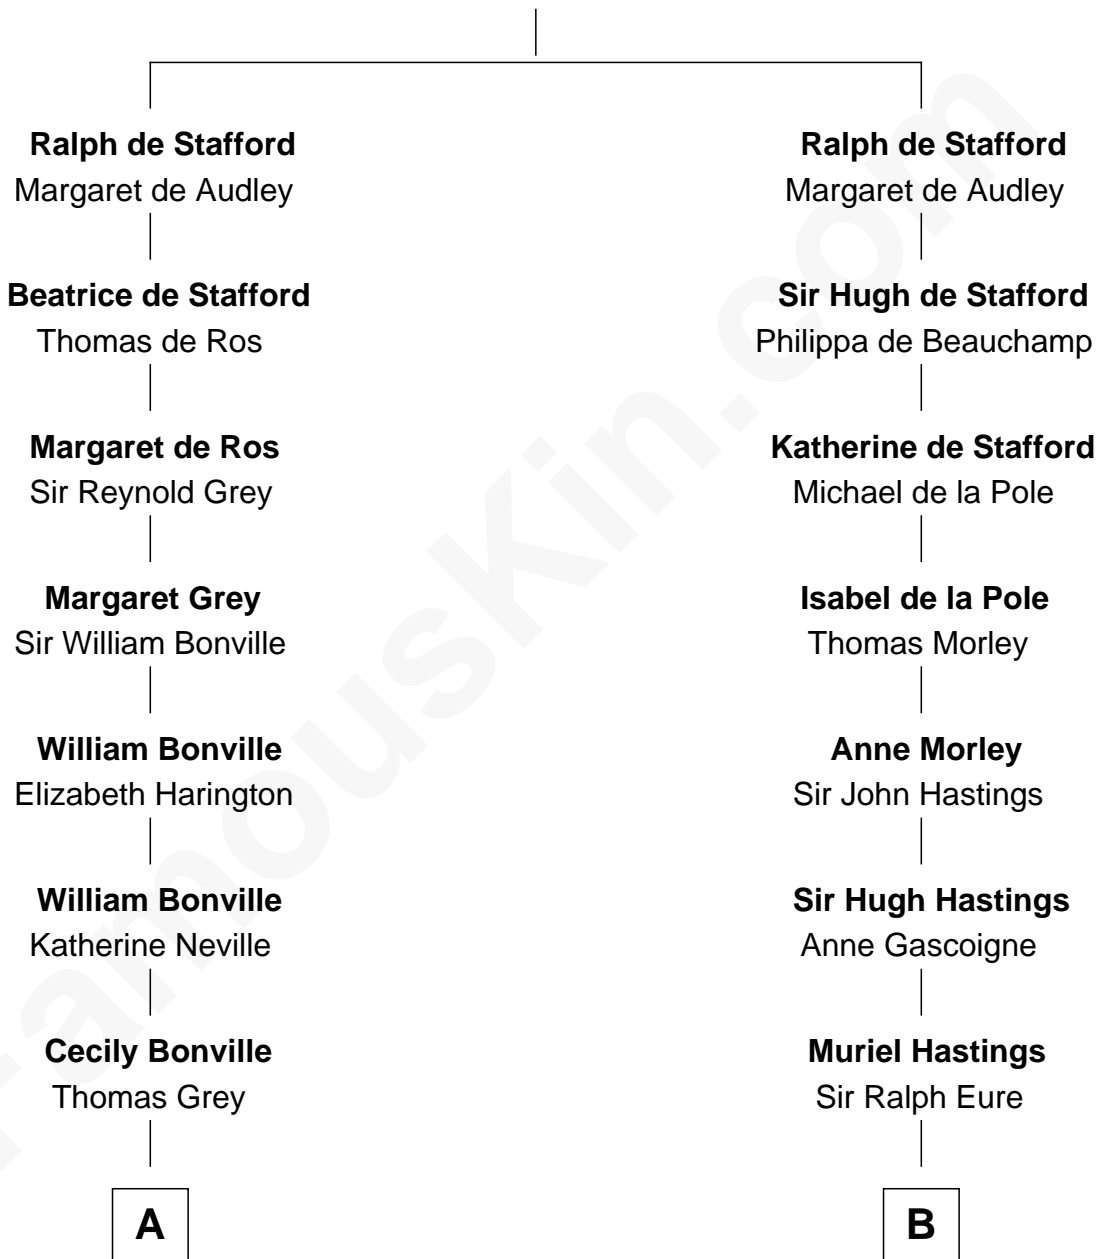 Ralph de Stafford
Margaret de Audley
Beatrice de Stafford
Thomas de Ros
Margaret de Ros
Sir Reynold Grey
Margaret Grey
Sir William Bonville
William Bonville
Elizabeth Harington
William Bonville
Katherine Neville
Cecily Bonville
Thomas Grey
A
Ralph de Stafford
Margaret de Audley
Sir Hugh de Stafford
Philippa de Beauchamp
Katherine de Stafford
Michael de la Pole
Isabel de la Pole
Thomas Morley
Anne Morley
Sir John Hastings
Sir Hugh Hastings
Anne Gascoigne
Muriel Hastings
Sir Ralph Eure
B
FamousKin.com